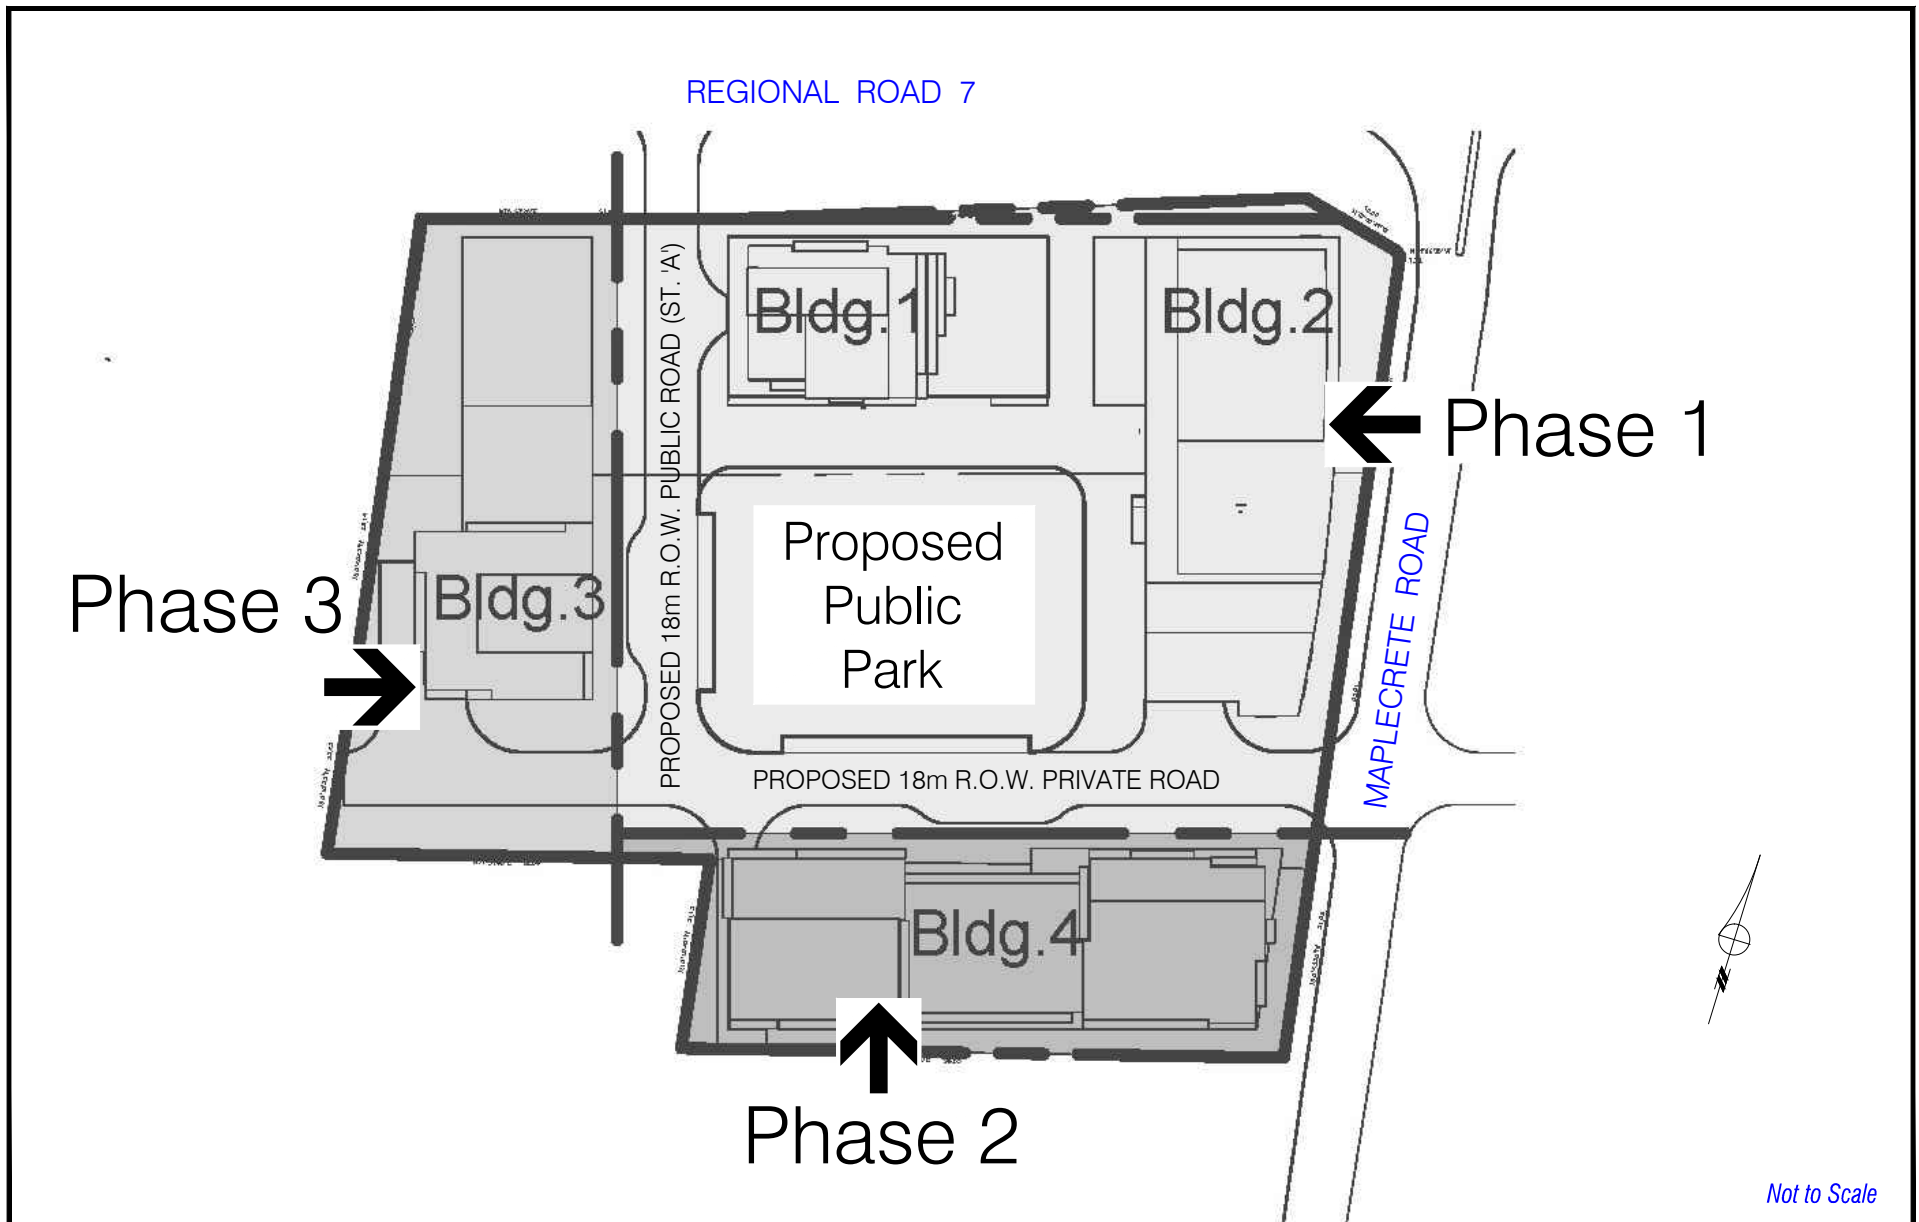 REGIONAL ROAD 7
Bldg.1
Bldg.2
PROPOSED 18m R.O.W. PUBLIC ROAD (ST. 'A')
Phase 1
Proposed
Public
Park
MAPLECRETE ROAD
Phase 3
Bldg.3
PROPOSED 18m R.O.W. PRIVATE ROAD
Bldg.4
Phase 2
Not to Scale